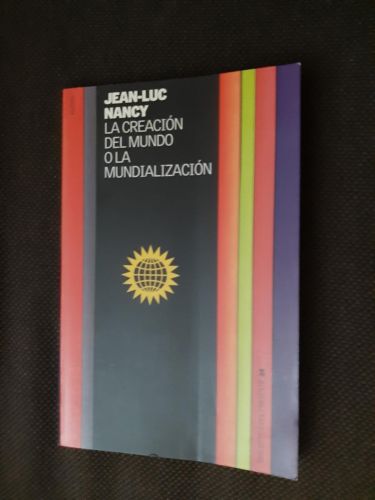 JEAN-LUC
NANCY
LA CREACIÓN
DEL MUNDO
O LA
MUNDIALIZACIÓN